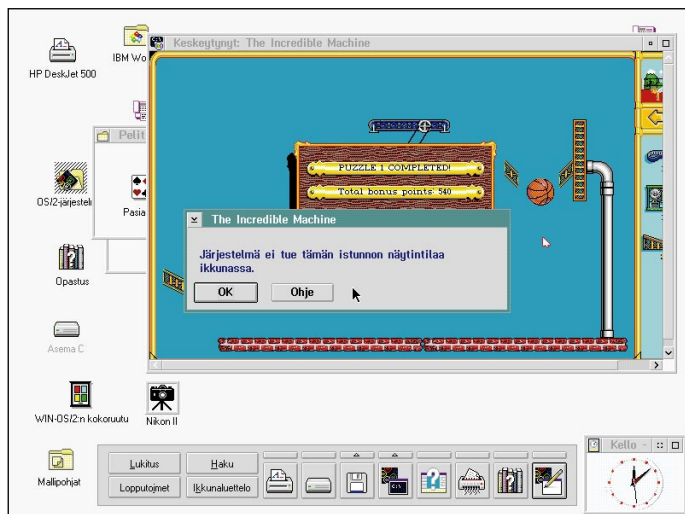 HP DeskJet 500
IBM Wo
Keskeytynyt: The Incredible Machine
Pelit
OS/2-järjestel
Pasia
PUZZLE 1 COMPLETED!
Total bonus points: 540
The Incredible Machine
Järjestelmä ei tue tämän istunnon näytintilaa
ikkunassa.
OK
Ohje
Opastus
Asema C
WIN-OS/2:n kokoruutu
Nikon II
Mallipohjat
Lukitus
Haku
Lopputoimet
Ikkunaluettelo
Kello -